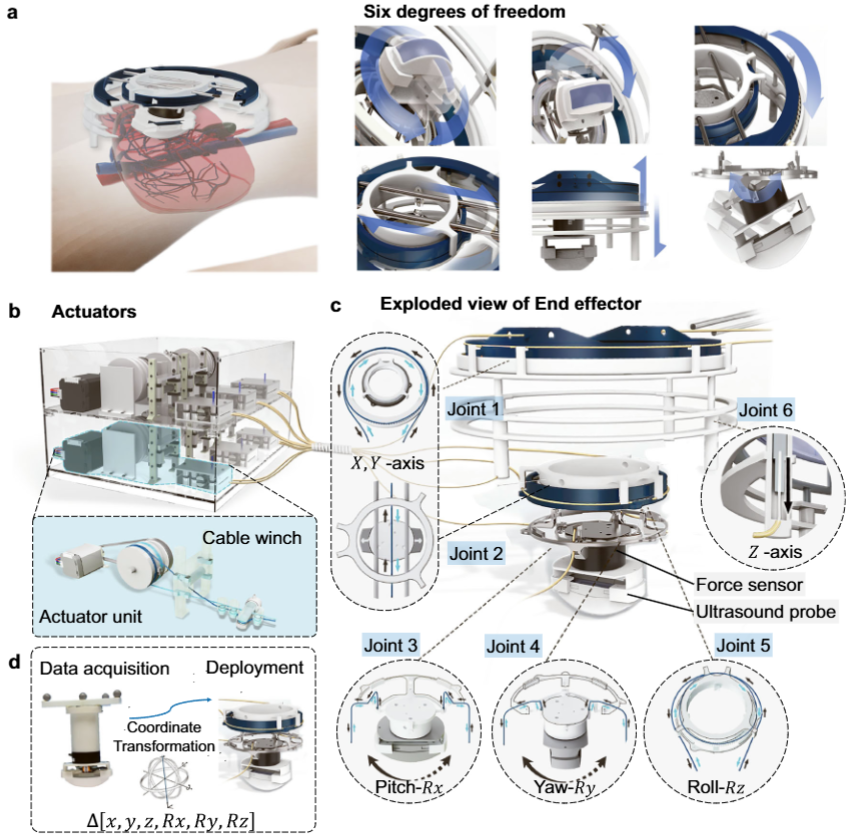 a
Six degrees of freedom
b
Actuators
Cable winch
Actuator unit
c
Exploded view of End effector
Joint 1
Joint 6
X,Y -axis
Joint 2
Z -axis
Force sensor
Ultrasound probe
Joint 3
Joint 4
Joint 5
Pitch-Rx
Yaw-Ry
Roll-Rz
d
Data acquisition
Deployment
Coordinate
Transformation
Δ[x, y, z, Rx, Ry, Rz]